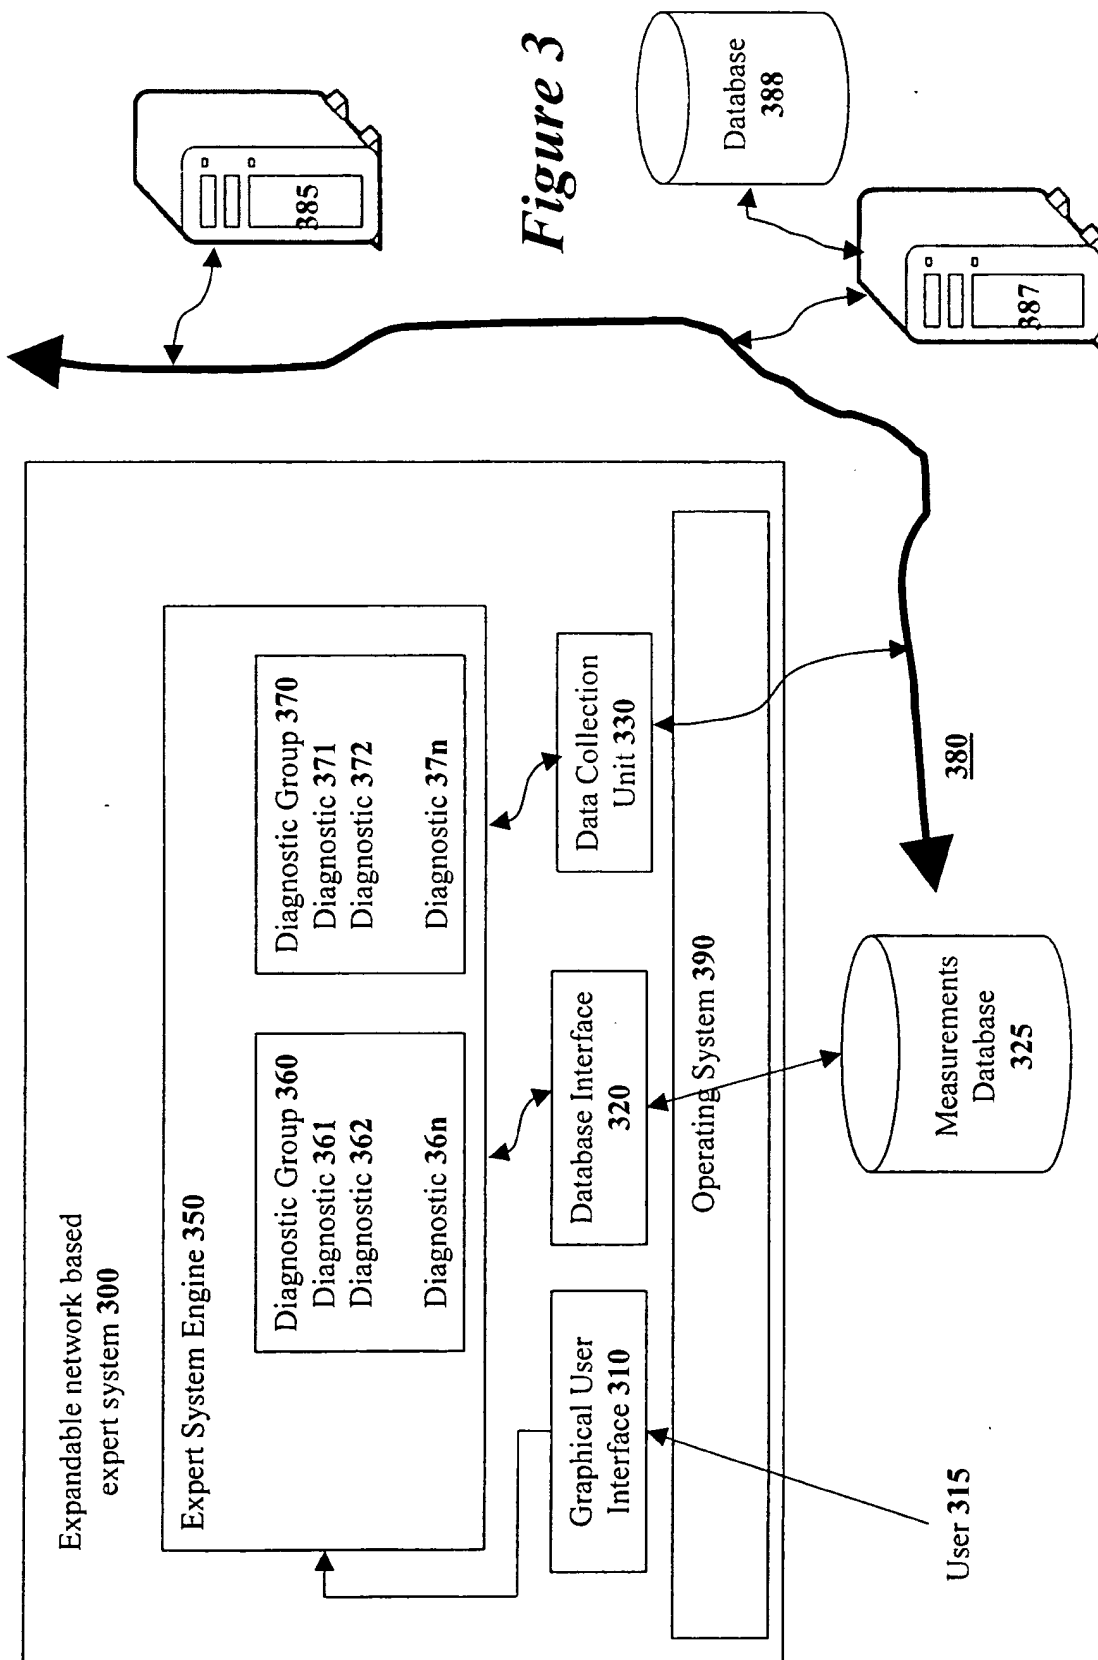 Expandable network based
expert system 300
Expert System Engine 350
Diagnostic Group 360
Diagnostic 361
Diagnostic 362
Diagnostic 36n
Diagnostic Group 370
Diagnostic 371
Diagnostic 372
Diagnostic 37n
Graphical User
Interface 310
Database Interface
320
Data Collection
Unit 330
Operating System 390
User 315
Measurements
Database
325
380
385
387
Database
388
Figure 3